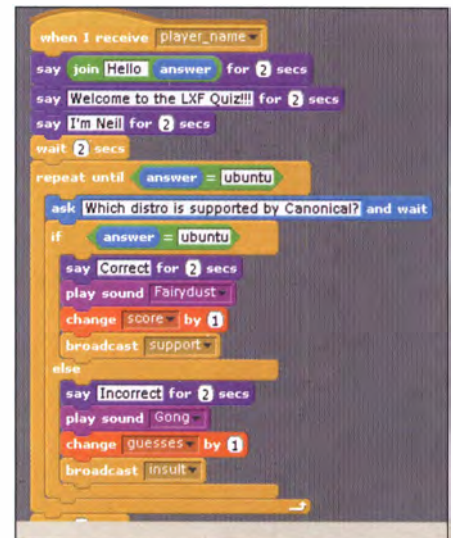 when I receive player_name
say join Hello answer for 2 secs
say Welcome to the LXF Quiz!!! for 2 secs
say I'm Neil for 2 secs
wait 2 secs
repeat until answer = ubuntu
ask Which distro is supported by Canonical? and wait
if answer = ubuntu
say Correct for 2 secs
play sound Fairydust
change score by 1
broadcast support
else
say Incorrect for 2 secs
play sound Gong
change guesses by 1
broadcast insult